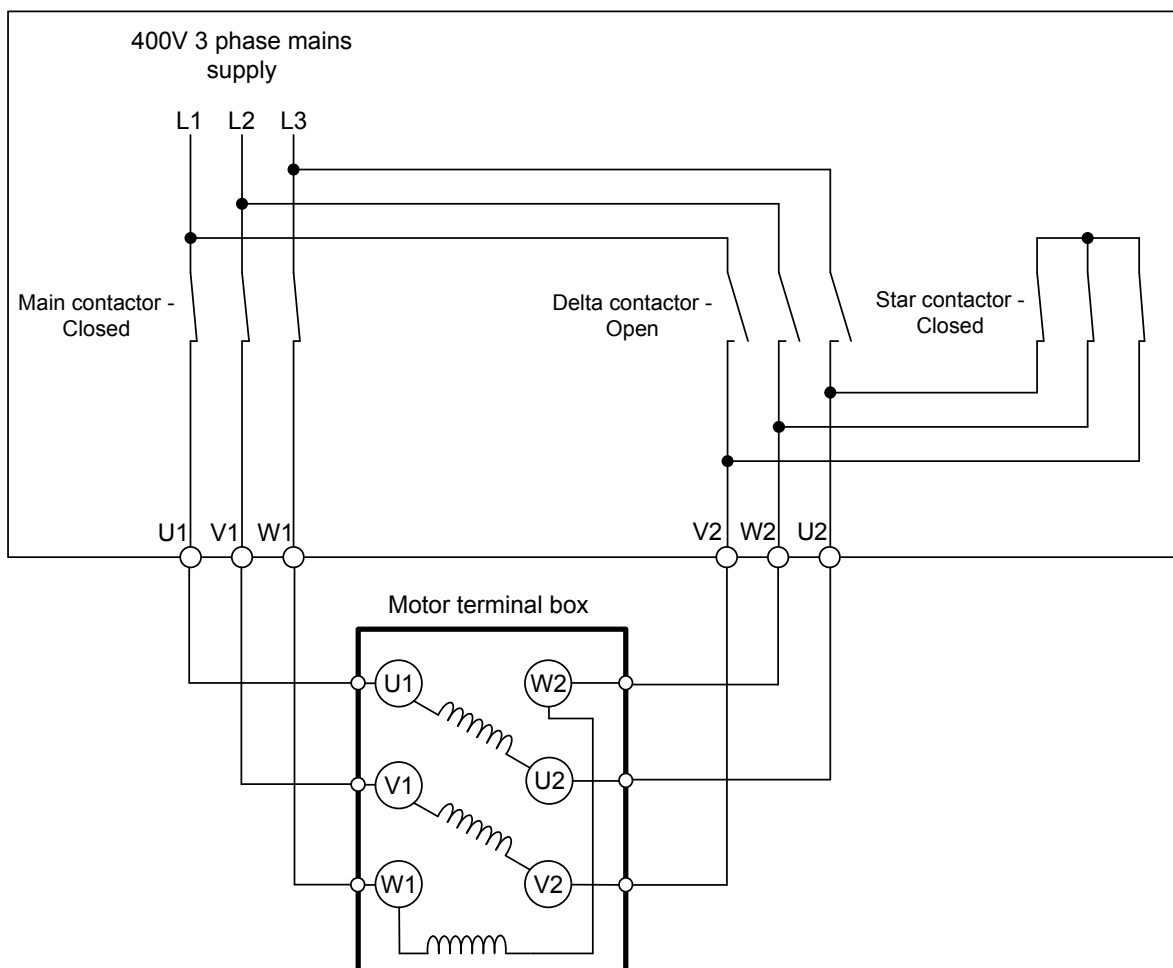 400V 3 phase mains
supply
L1 L2 L3
Main contactor -
Closed
Delta contactor -
Open
Star contactor -
Closed
U1 V1 W1
V2 W2 U2
Motor terminal box
U1 W2
V1 U2
W1 V2